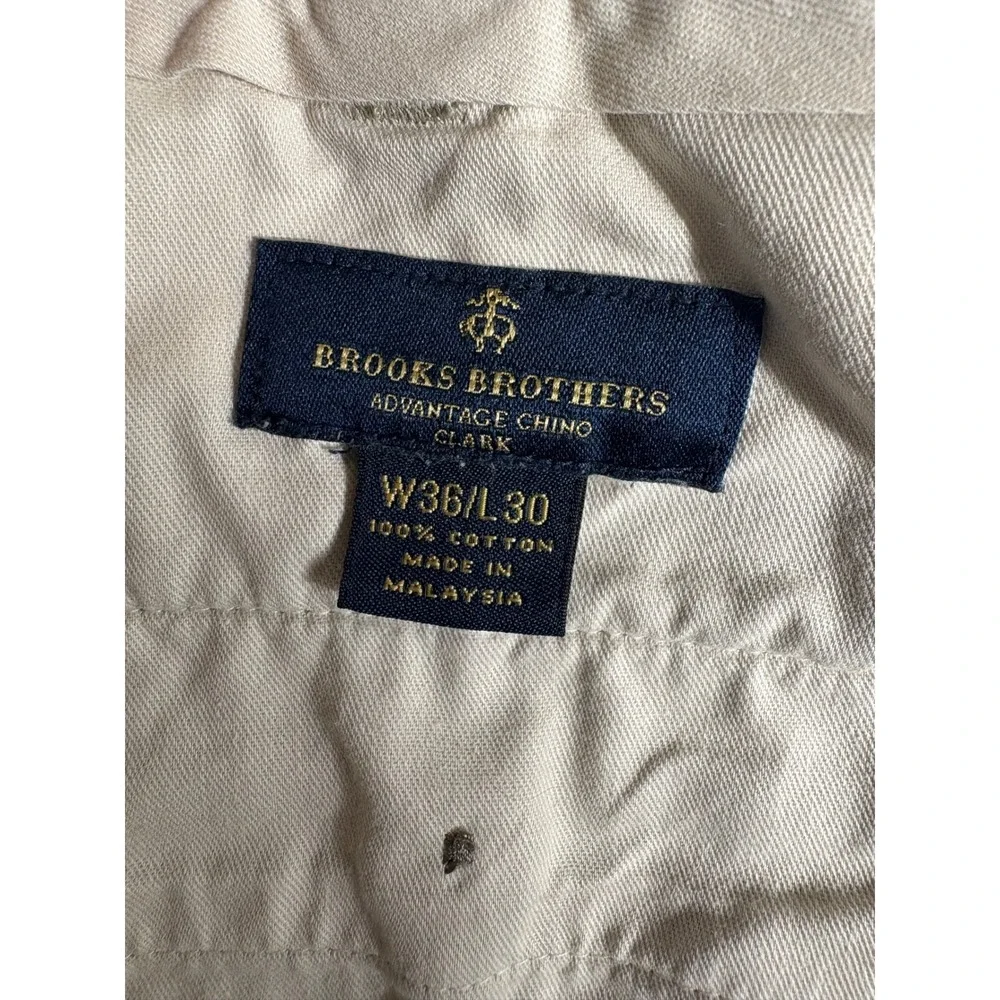 BROOKS BROTHERS
ADVANTAGE CHINO
CLARK
W36/L30
100% COTTON
MADE IN
MALAYSIA